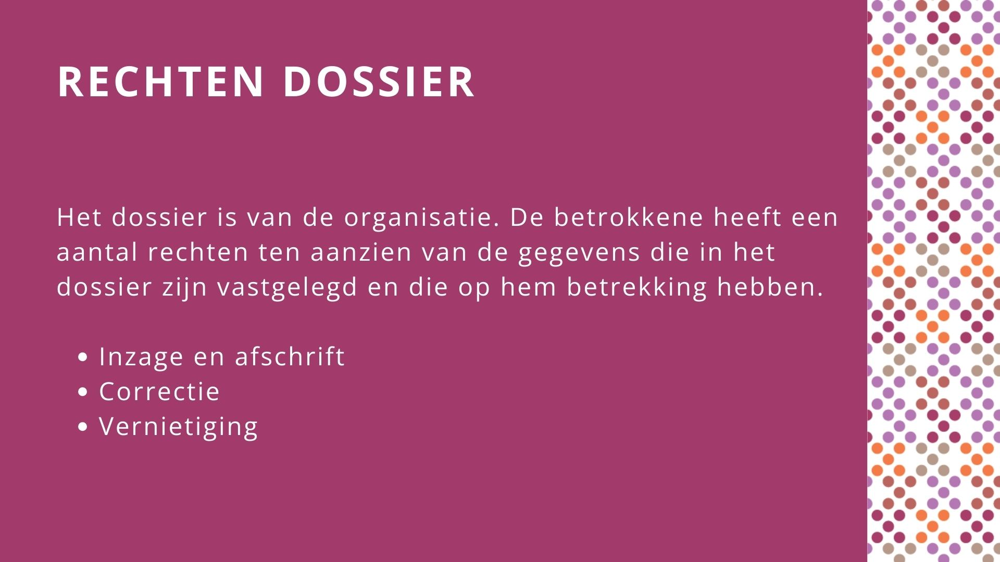 RECHTEN DOSSIER
Het dossier is van de organisatie. De betrokkene heeft een
aantal rechten ten aanzien van de gegevens die in het
dossier zijn vastgelegd en die op hem betrekking hebben.
• Inzage en afschrift
• Correctie
• Vernietiging